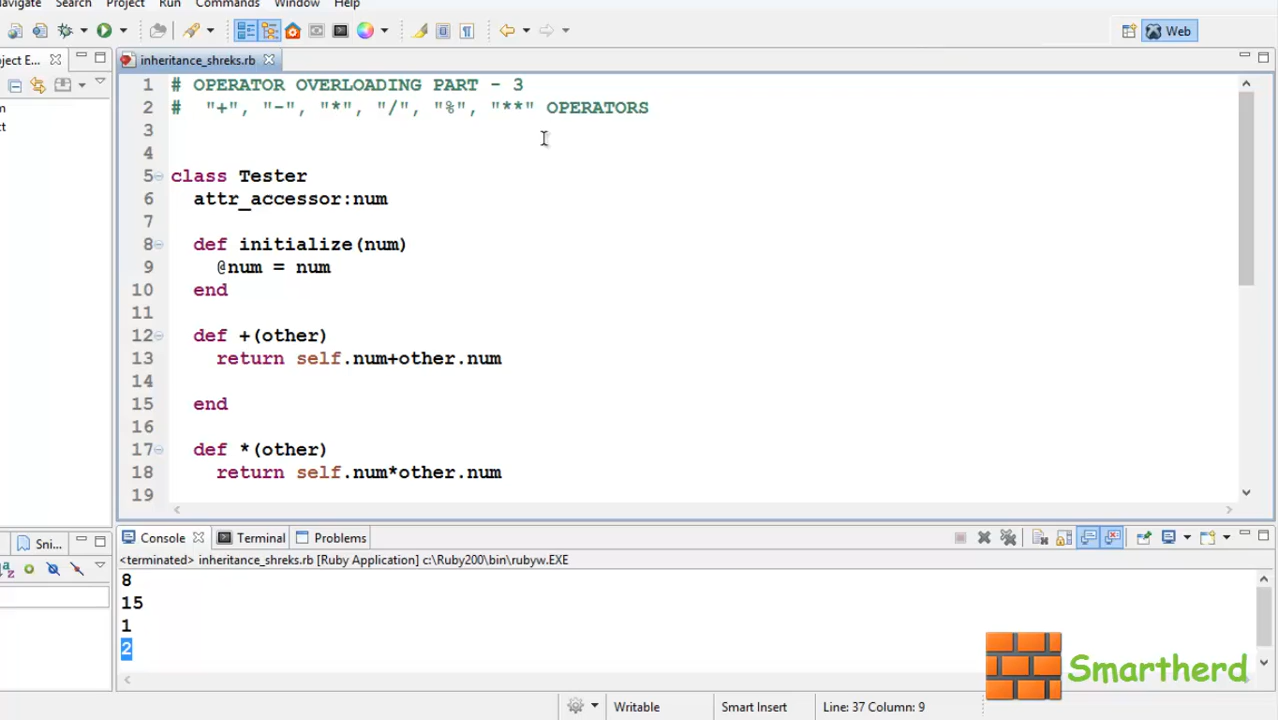 avigate Search Project Run Commands Window Help
Web
oject E...
inheritance_shreks.rb
m
ct
1 # OPERATOR OVERLOADING PART - 3
2 #  "+", "-", "*", "/", "%", "**" OPERATORS
3
4
5 class Tester
6   attr_accessor:num
7
8   def initialize(num)
9     @num = num
10   end
11
12   def +(other)
13     return self.num+other.num
14
15   end
16
17   def *(other)
18     return self.num*other.num
19
Sni...
Console Terminal Problems
<terminated> inheritance_shreks.rb [Ruby Application] c:\Ruby200\bin\rubyw.EXE
8
15
1
2
Smartherd
Writable Smart Insert Line: 37 Column: 9